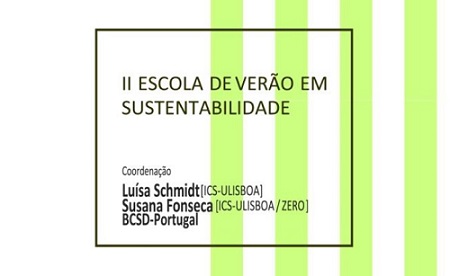 II ESCOLA DE VERÃO EM
SUSTENTABILIDADE
Coordenação
Luísa Schmidt [ICS-ULISBOA]
Susana Fonseca [ICS-ULISBOA / ZERO]
BCSD-Portugal